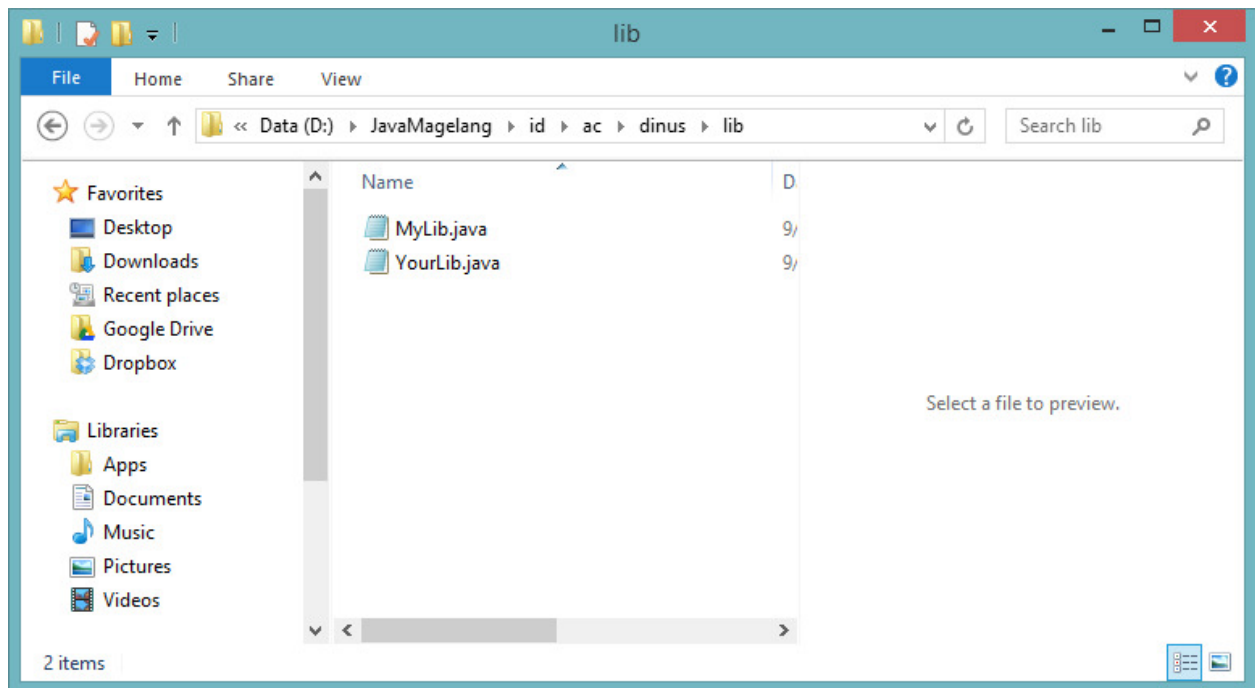 lib
File Home Share View
« Data (D:) JavaMagelang id ac dinus lib Search lib
Name D
Favorites
Desktop
Downloads
Recent places
Google Drive
Dropbox
MyLib.java 9/
YourLib.java 9/
Select a file to preview.
Libraries
Apps
Documents
Music
Pictures
Videos
2 items